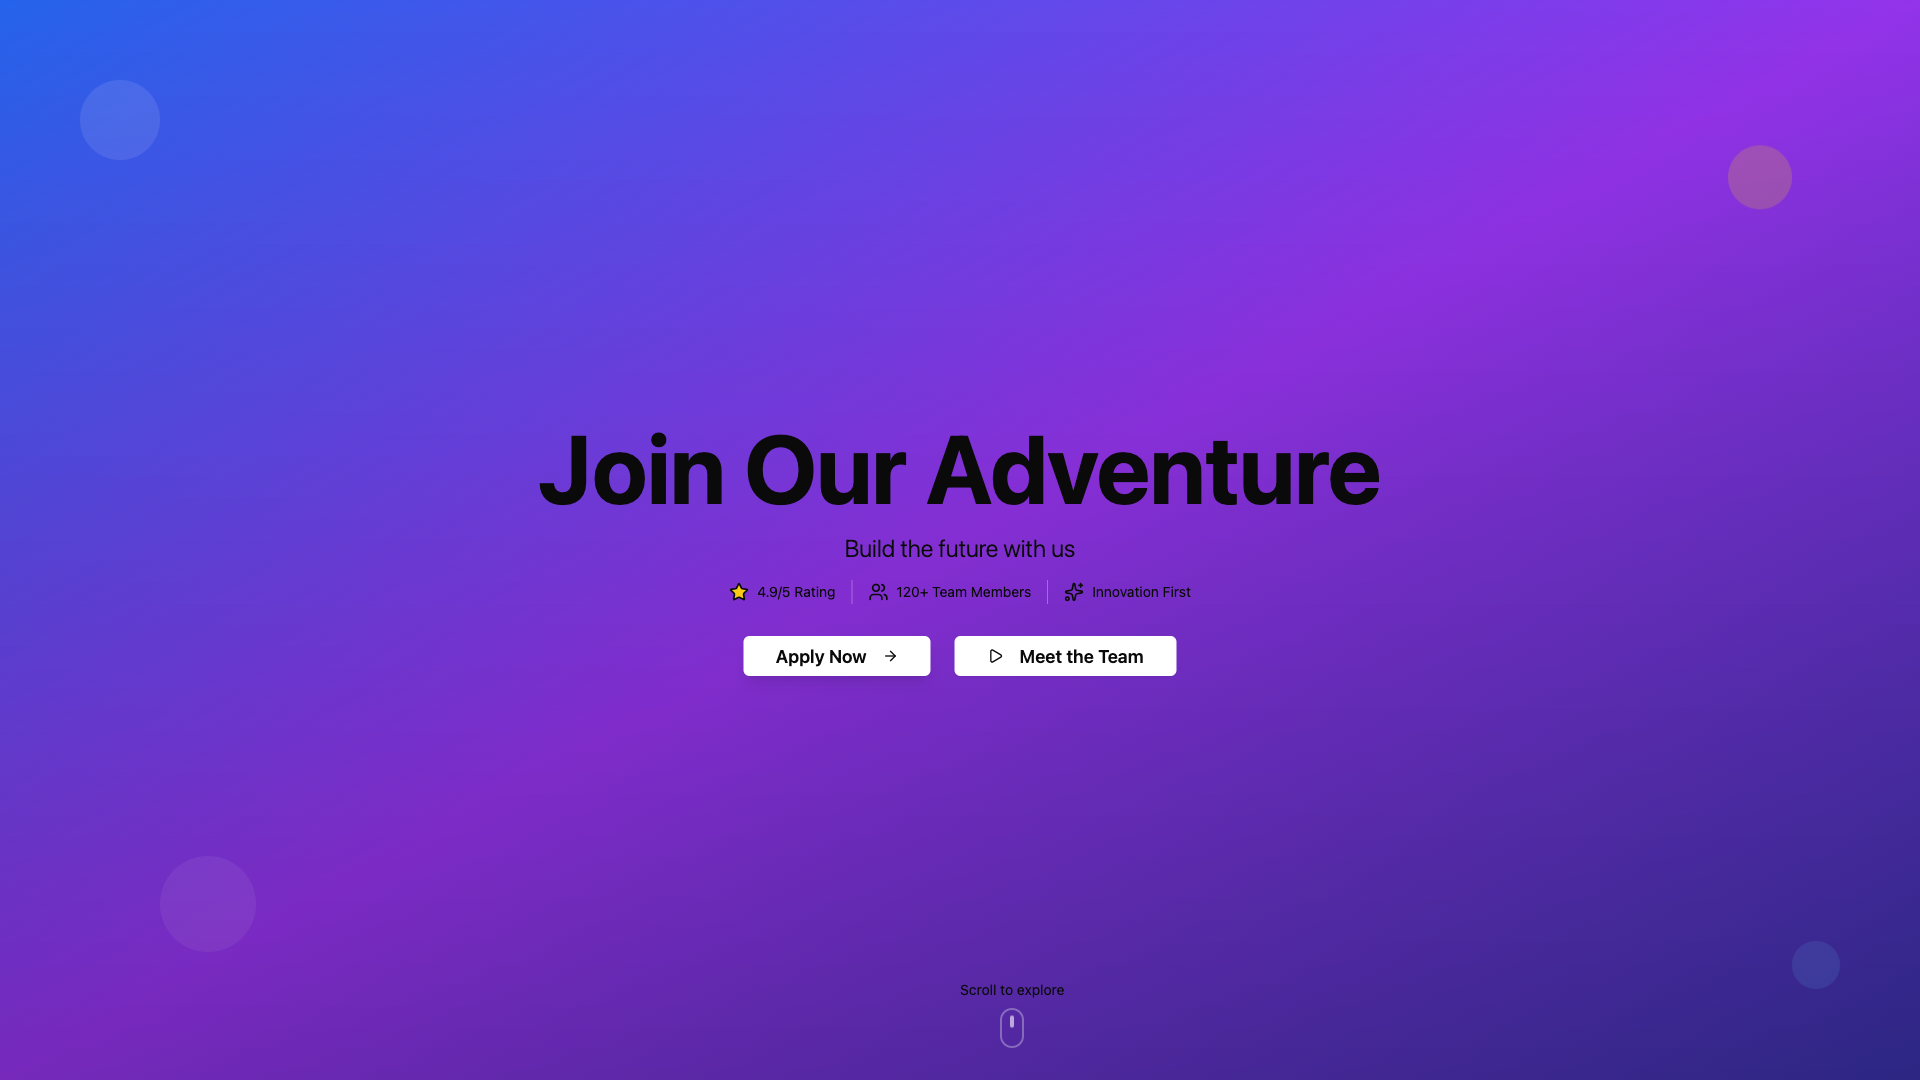 Join Our Adventure
Build the future with us
4.9/5 Rating
120+ Team Members
Innovation First
Apply Now
Meet the Team
Scroll to explore